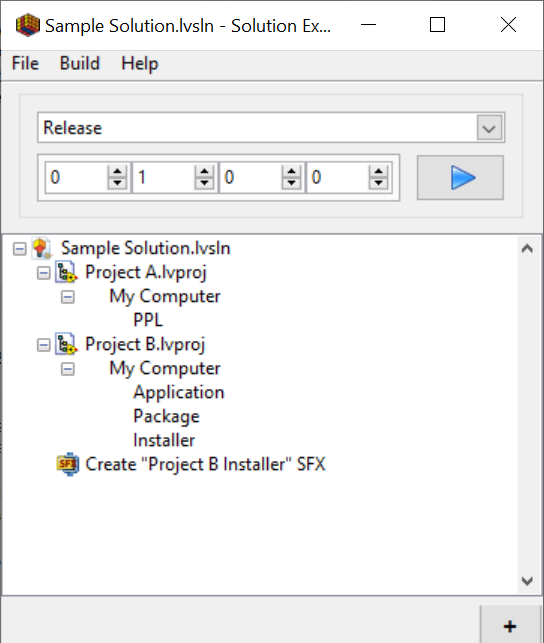 Sample Solution.lvsln - Solution Ex...
File Build Help
Release
0 1 0 0
Sample Solution.lvsln
Project A.lvproj
My Computer
PPL
Project B.lvproj
My Computer
Application
Package
Installer
SFX Create "Project B Installer" SFX
+